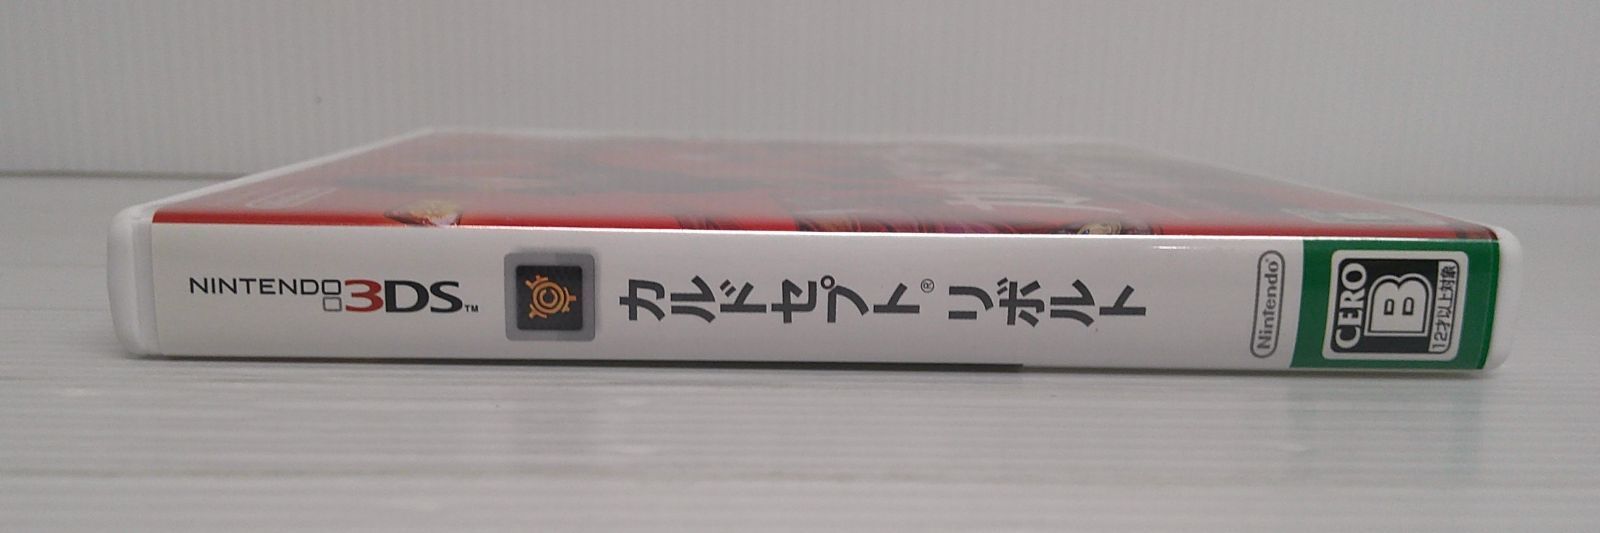 NINTENDO 3DS™
カルドセプト® リボルト
Nintendo
CERO
B
12才以上対象